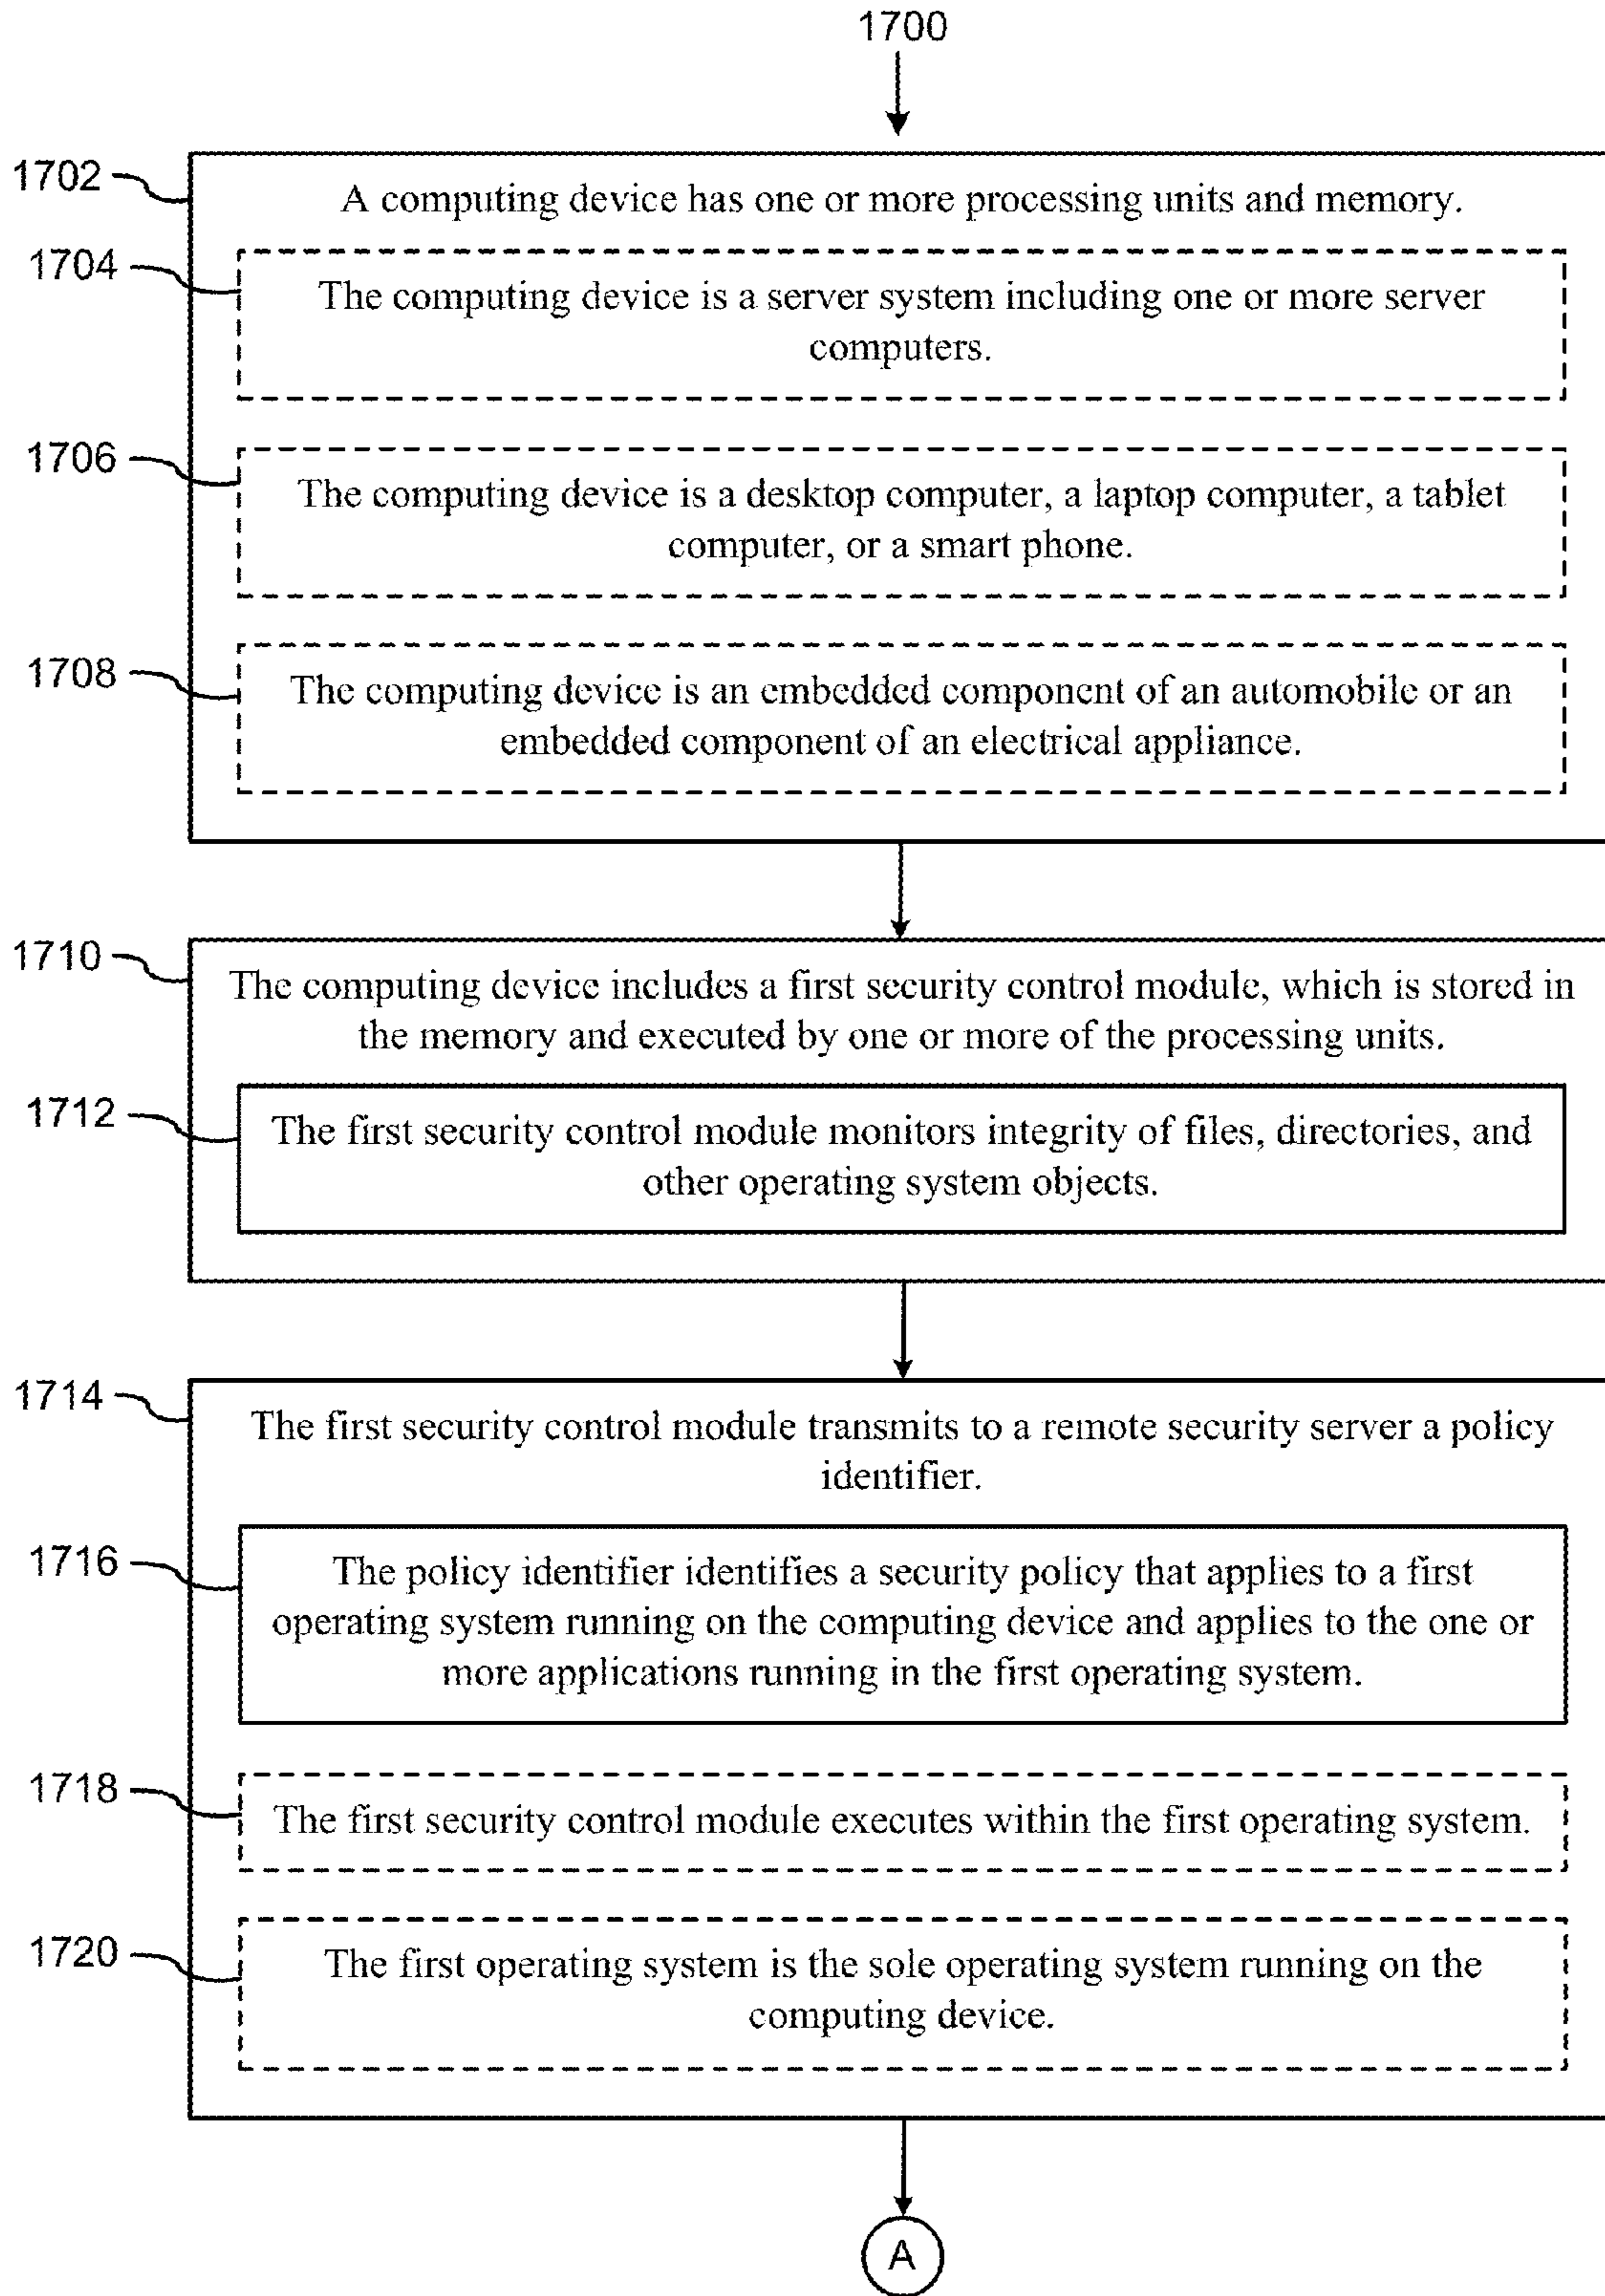 1700
1702
A computing device has one or more processing units and memory.
1704
The computing device is a server system including one or more server
computers.
1706
The computing device is a desktop computer, a laptop computer, a tablet
computer, or a smart phone.
1708
The computing device is an embedded component of an automobile or an
embedded component of an electrical appliance.
1710
The computing device includes a first security control module, which is stored in
the memory and executed by one or more of the processing units.
1712
The first security control module monitors integrity of files, directories, and
other operating system objects.
1714
The first security control module transmits to a remote security server a policy
identifier.
1716
The policy identifier identifies a security policy that applies to a first
operating system running on the computing device and applies to the one or
more applications running in the first operating system.
1718
The first security control module executes within the first operating system.
1720
The first operating system is the sole operating system running on the
computing device.
A